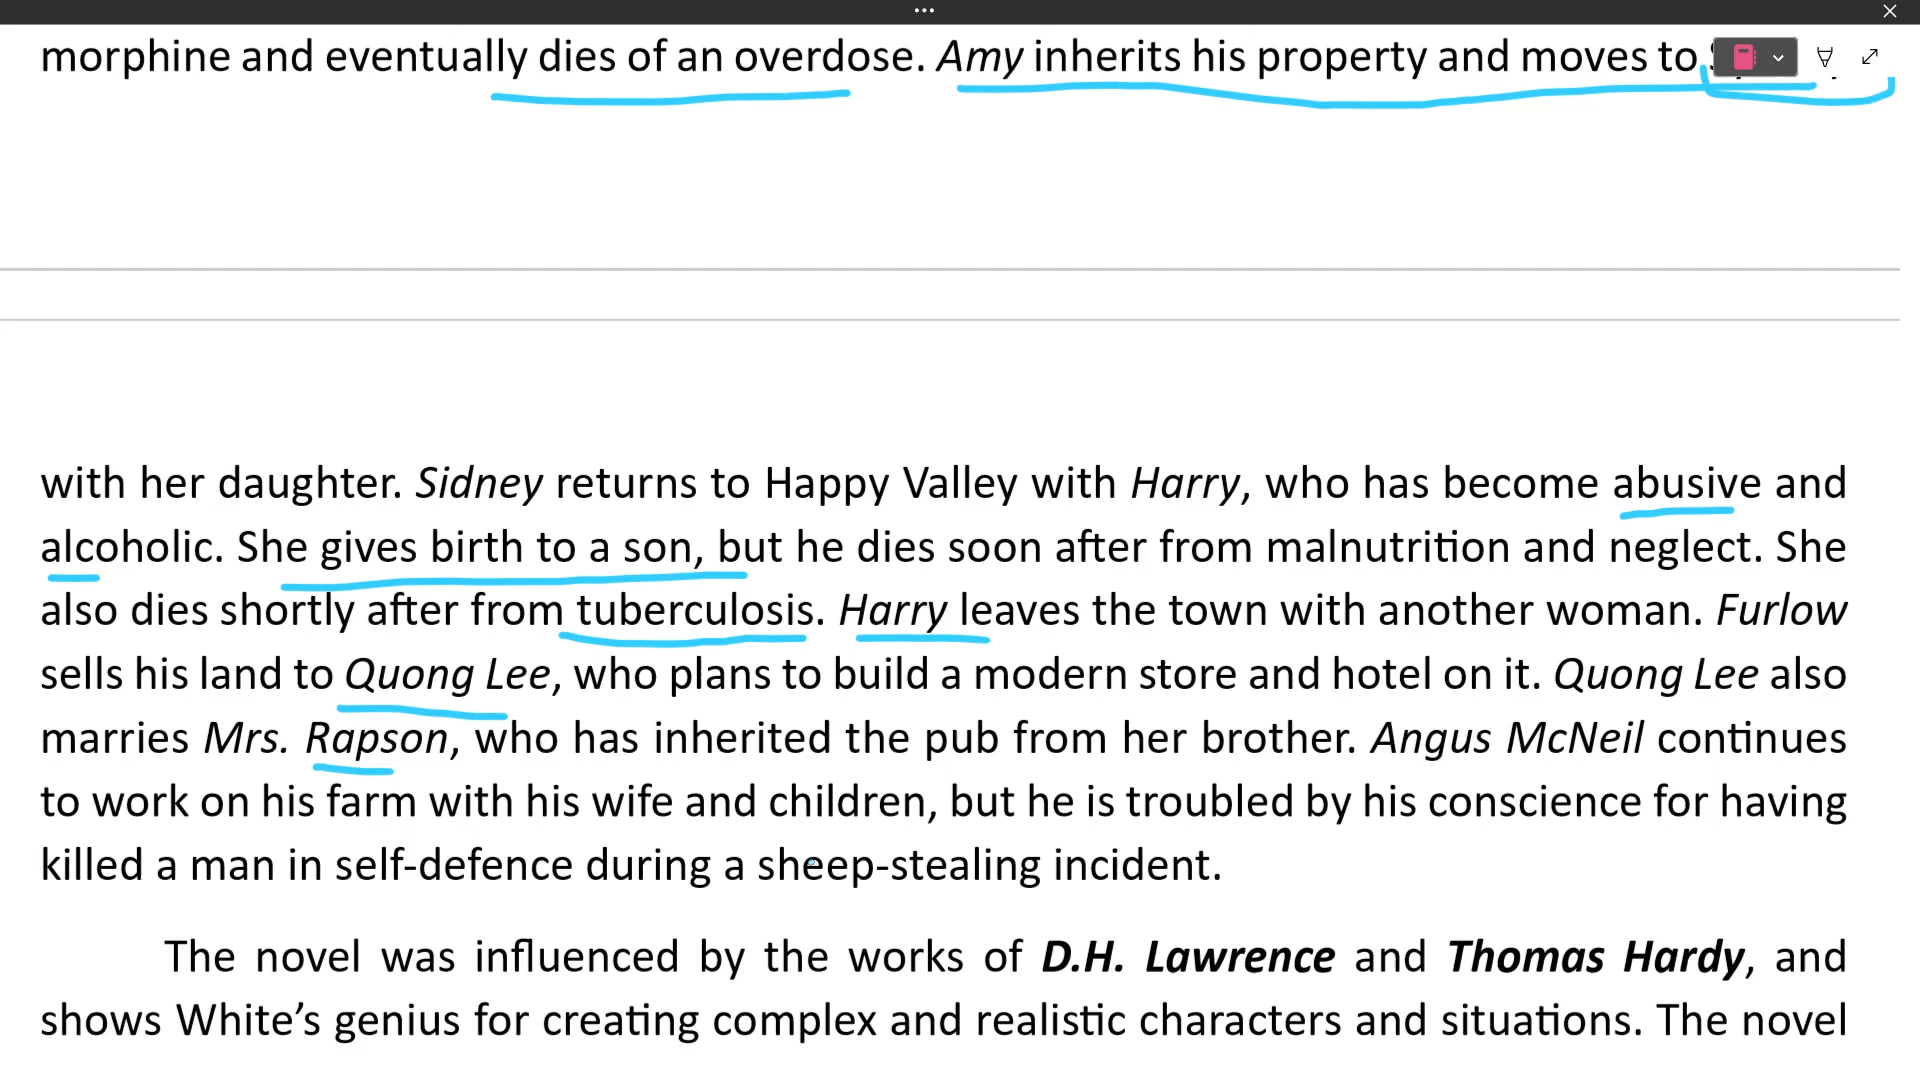 morphine and eventually dies of an overdose. Amy inherits his property and moves to
with her daughter. Sidney returns to Happy Valley with Harry, who has become abusive and
alcoholic. She gives birth to a son, but he dies soon after from malnutrition and neglect. She
also dies shortly after from tuberculosis. Harry leaves the town with another woman. Furlow
sells his land to Quong Lee, who plans to build a modern store and hotel on it. Quong Lee also
marries Mrs. Rapson, who has inherited the pub from her brother. Angus McNeil continues
to work on his farm with his wife and children, but he is troubled by his conscience for having
killed a man in self-defence during a sheep-stealing incident.
The novel was influenced by the works of D.H. Lawrence and Thomas Hardy, and
shows White’s genius for creating complex and realistic characters and situations. The novel